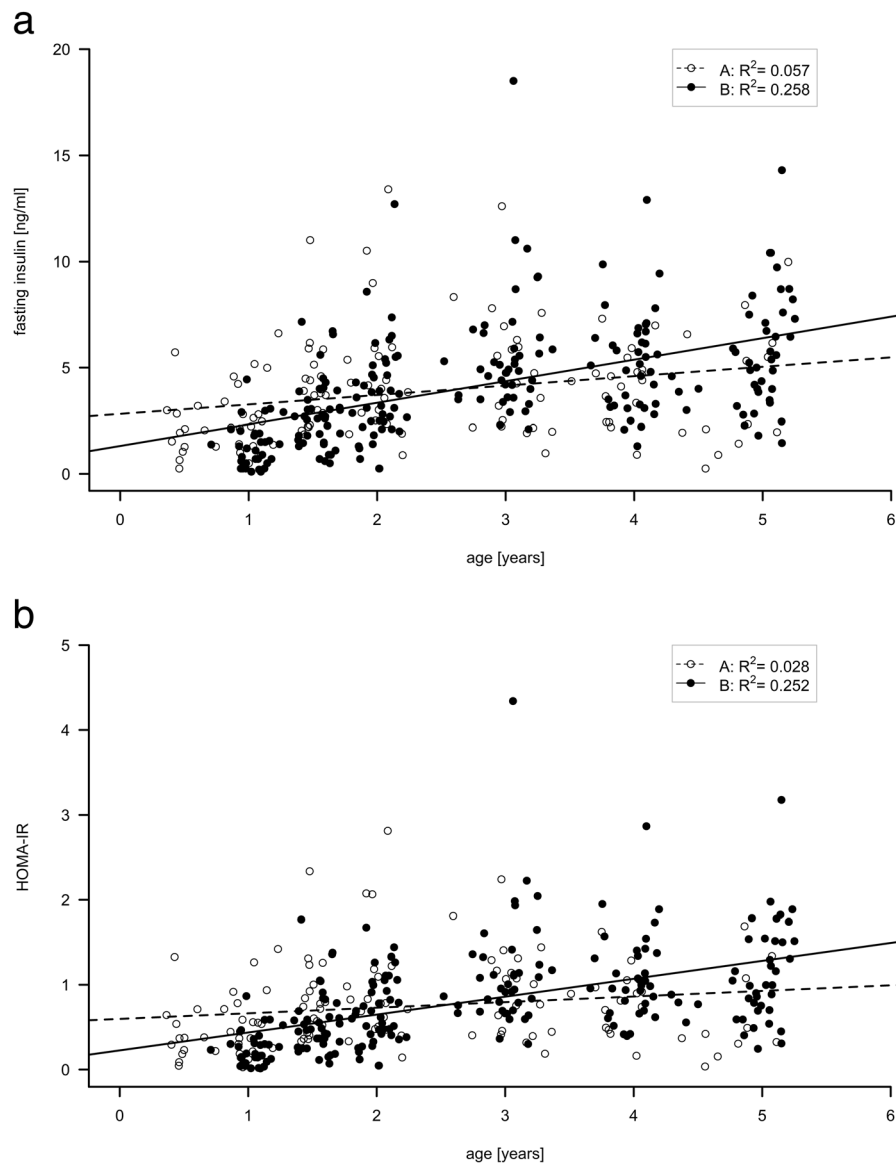 a
20
15
10
5
0
fasting insulin [ng/ml]
A: R²= 0.057
B: R²= 0.258
0 1 2 3 4 5 6
age [years]
b
5
4
3
2
1
0
HOMA-IR
A: R²= 0.028
B: R²= 0.252
0 1 2 3 4 5 6
age [years]